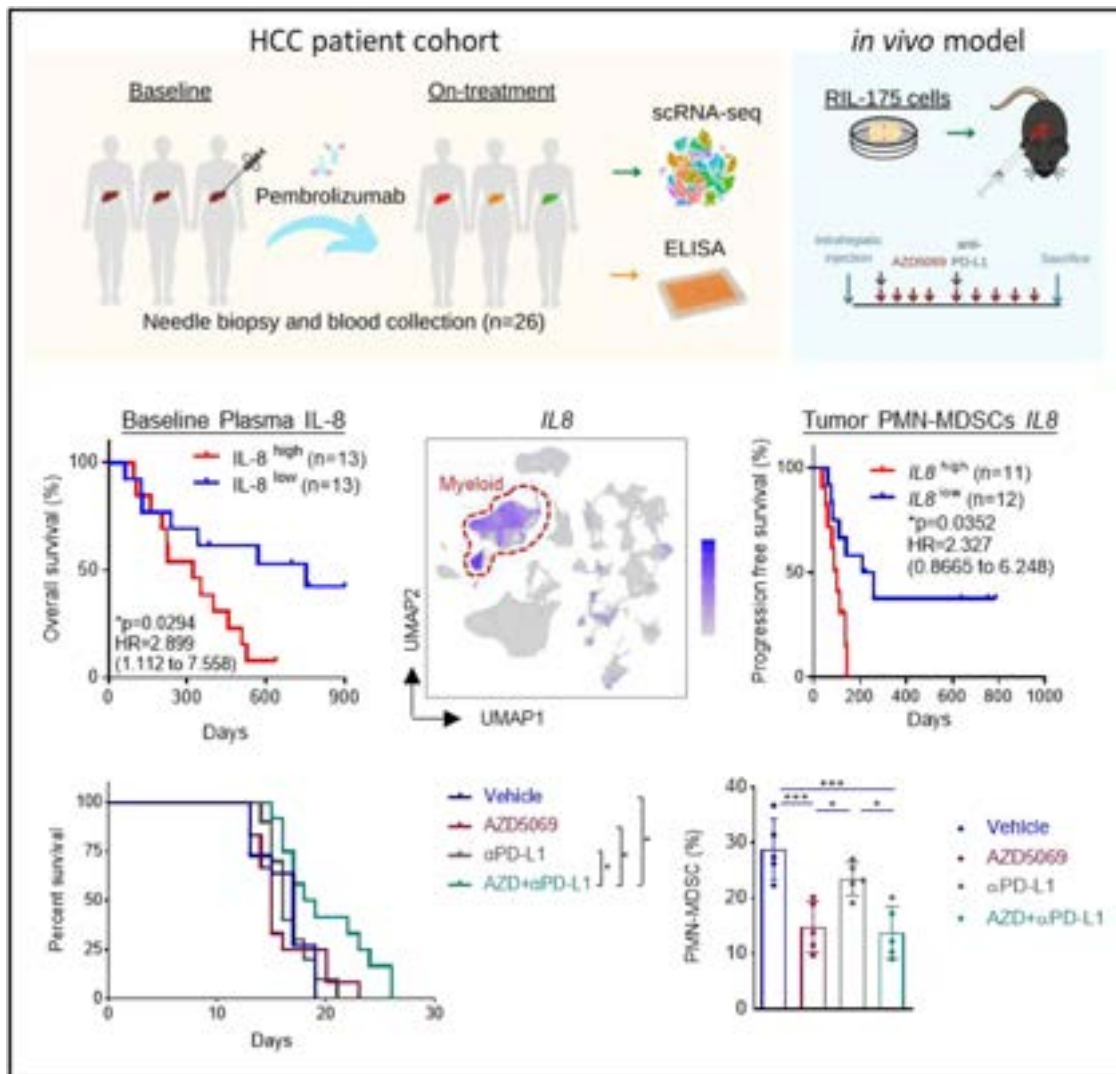 HCC patient cohort
in vivo model
Baseline
On-treatment
scRNA-seq
RIL-175 cells
Pembrolizumab
ELISA
Intrahepatic
injection
AZD5069
anti-
PD-L1
Sacrifice
Needle biopsy and blood collection (n=26)
Baseline Plasma IL-8
IL-8 high (n=13)
IL-8 low (n=13)
Overall survival (%)
100
50
0
*p=0.0294
HR=2.899
(1.112 to 7.558)
0 300 600 900
Days
IL8
Myeloid
UMAP2
UMAP1
Tumor PMN-MDSCs IL8
IL8 high (n=11)
IL8 low (n=12)
*p=0.0352
HR=2.327
(0.8665 to 6.248)
Progression free survival (%)
100
50
0
0 200 400 600 800 1000
Days
Percent survival
100
75
50
25
0
0 10 20 30
Days
Vehicle
AZD5069
αPD-L1
AZD+αPD-L1
* * *
PMN-MDSC (%)
40
30
20
10
0
***
*** * *
Vehicle
AZD5069
αPD-L1
AZD+αPD-L1